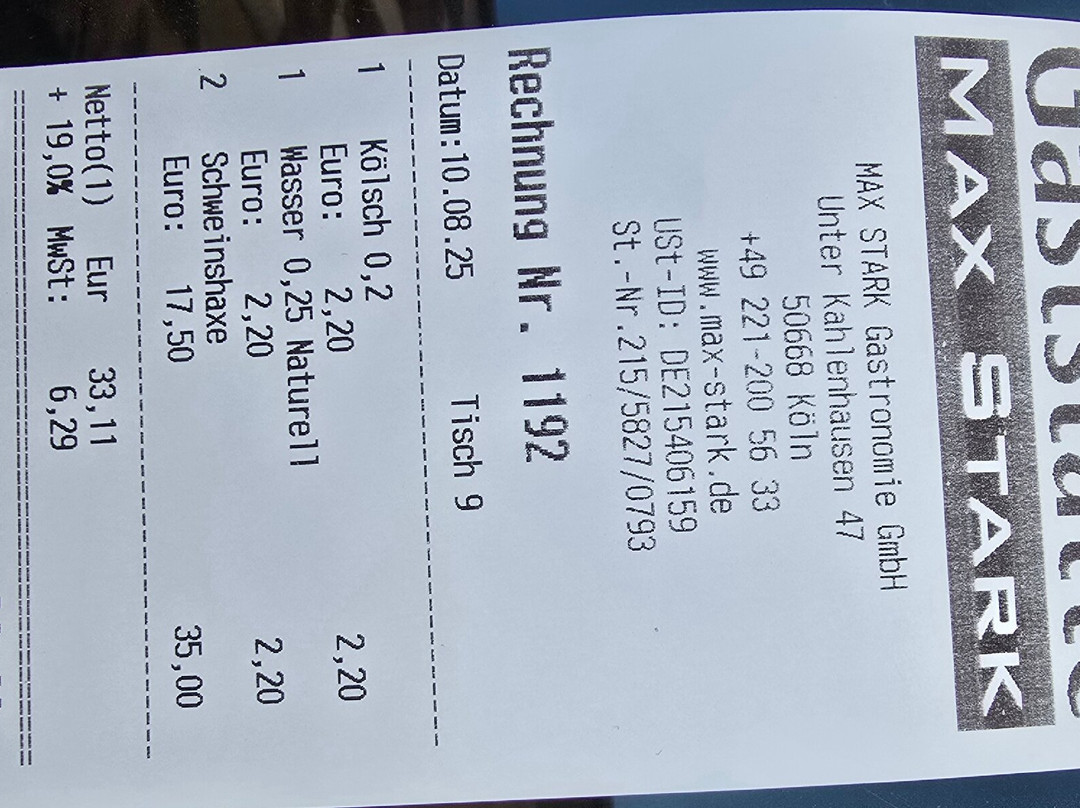 Gaststätte
MAX STARK
MAX STARK Gastronomie GmbH
Unter Kahlenhausen 47
50668 Köln
+49 221-200 56 33
www.max-stark.de
USt-ID: DE215406159
St.-Nr.215/5827/0793
Rechnung Nr. 1192
Datum:10.08.25 Tisch 9
1 Kölsch 0,2
Euro: 2,20 2,20
1 Wasser 0,25 Naturell
Euro: 2,20 2,20
2 Schweinshaxe
Euro: 17,50 35,00
Netto(1) Eur 33,11
+ 19,0% MwSt: 6,29